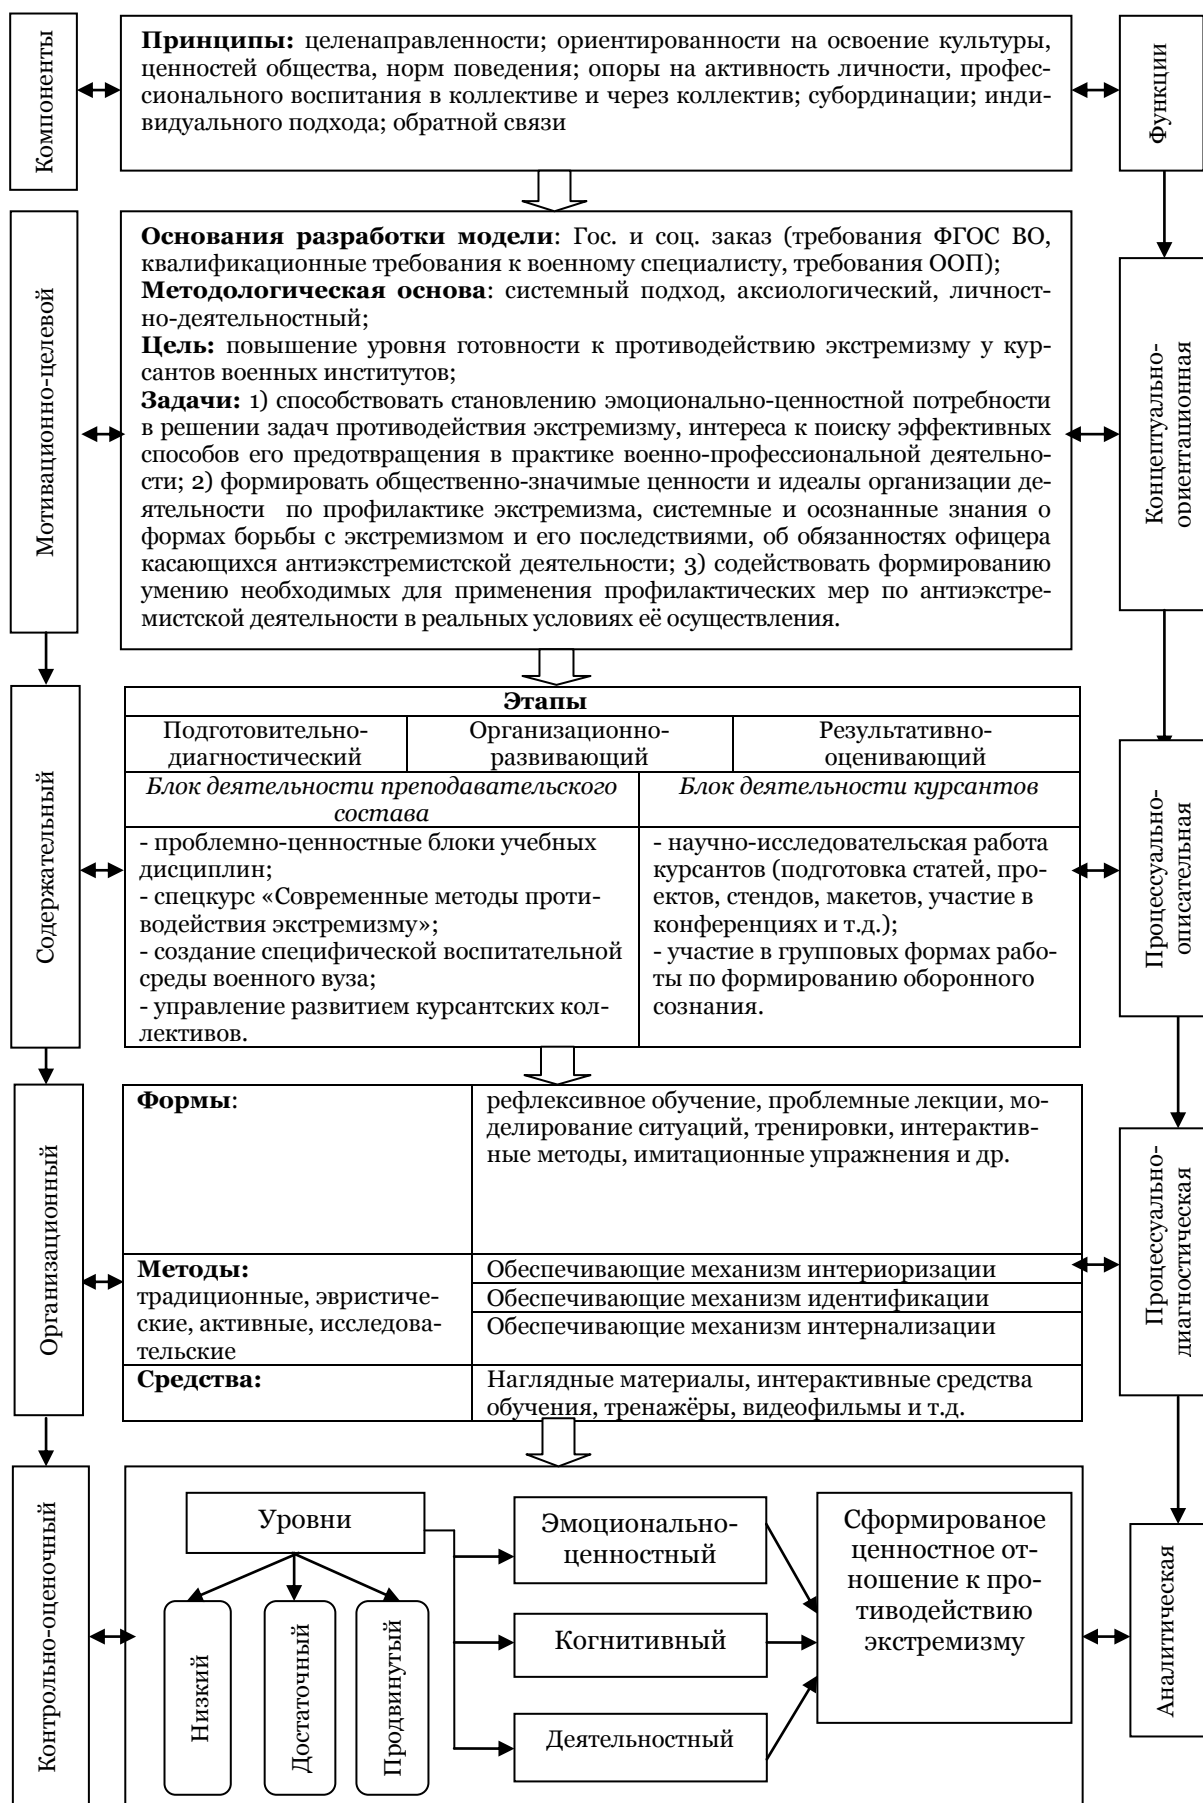 Компоненты
Принципы: целенаправленности; ориентированности на освоение культуры,
ценностей общества, норм поведения; опоры на активность личности, профес-
сионального воспитания в коллективе и через коллектив; субординации; инди-
видуального подхода; обратной связи
Функции
Мотивационно-целевой
Основания разработки модели: Гос. и соц. заказ (требования ФГОС ВО,
квалификационные требования к военному специалисту, требования ООП);
Методологическая основа: системный подход, аксиологический, личност-
но-деятельностный;
Цель: повышение уровня готовности к противодействию экстремизму у кур-
сантов военных институтов;
Задачи: 1) способствовать становлению эмоционально-ценностной потребности
в решении задач противодействия экстремизму, интереса к поиску эффективных
способов его предотвращения в практике военно-профессиональной деятельно-
сти; 2) формировать общественно-значимые ценности и идеалы организации де-
ятельности по профилактике экстремизма, системные и осознанные знания о
формах борьбы с экстремизмом и его последствиями, об обязанностях офицера
касающихся антиэкстремистской деятельности; 3) содействовать формированию
умению необходимых для применения профилактических мер по антиэкстре-
мистской деятельности в реальных условиях её осуществления.
Концептуально-
ориентационная
Содержательный
Этапы
Подготовительно-
диагностический
Организационно-
развивающий
Результативно-
оценивающий
Блок деятельности преподавательского
состава
Блок деятельности курсантов
- проблемно-ценностные блоки учебных
дисциплин;
- спецкурс «Современные методы проти-
водействия экстремизму»;
- создание специфической воспитательной
среды военного вуза;
- управление развитием курсантских кол-
лективов.
- научно-исследовательская работа
курсантов (подготовка статей, про-
ектов, стендов, макетов, участие в
конференциях и т.д.);
- участие в групповых формах рабо-
ты по формированию оборонного
сознания.
Процессуально-
описательная
Организационный
Формы:
рефлексивное обучение, проблемные лекции, мо-
делирование ситуаций, тренировки, интерактив-
ные методы, имитационные упражнения и др.
Методы:
традиционные, эвристиче-
ские, активные, исследова-
тельские
Обеспечивающие механизм интериоризации
Обеспечивающие механизм идентификации
Обеспечивающие механизм интернализации
Средства:
Наглядные материалы, интерактивные средства
обучения, тренажёры, видеофильмы и т.д.
Процессуально-
диагностическая
Контрольно-оценочный
Уровни
Низкий
Достаточный
Продвинутый
Эмоционально-
ценностный
Когнитивный
Деятельностный
Сформированое
ценностное от-
ношение к про-
тиводействию
экстремизму
Аналитическая